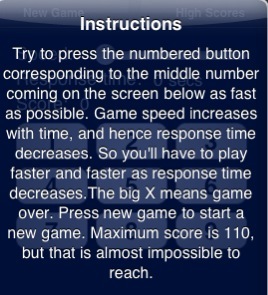 New Game High Scores
Instructions
Try to press the numbered button
corresponding to the middle number
coming on the screen below as fast
as possible. Game speed increases
with time, and hence response time
decreases. So you'll have to play
faster and faster as response time
decreases.The big X means game
over. Press new game to start a
new game. Maximum score is 110,
but that is almost impossible to
reach.